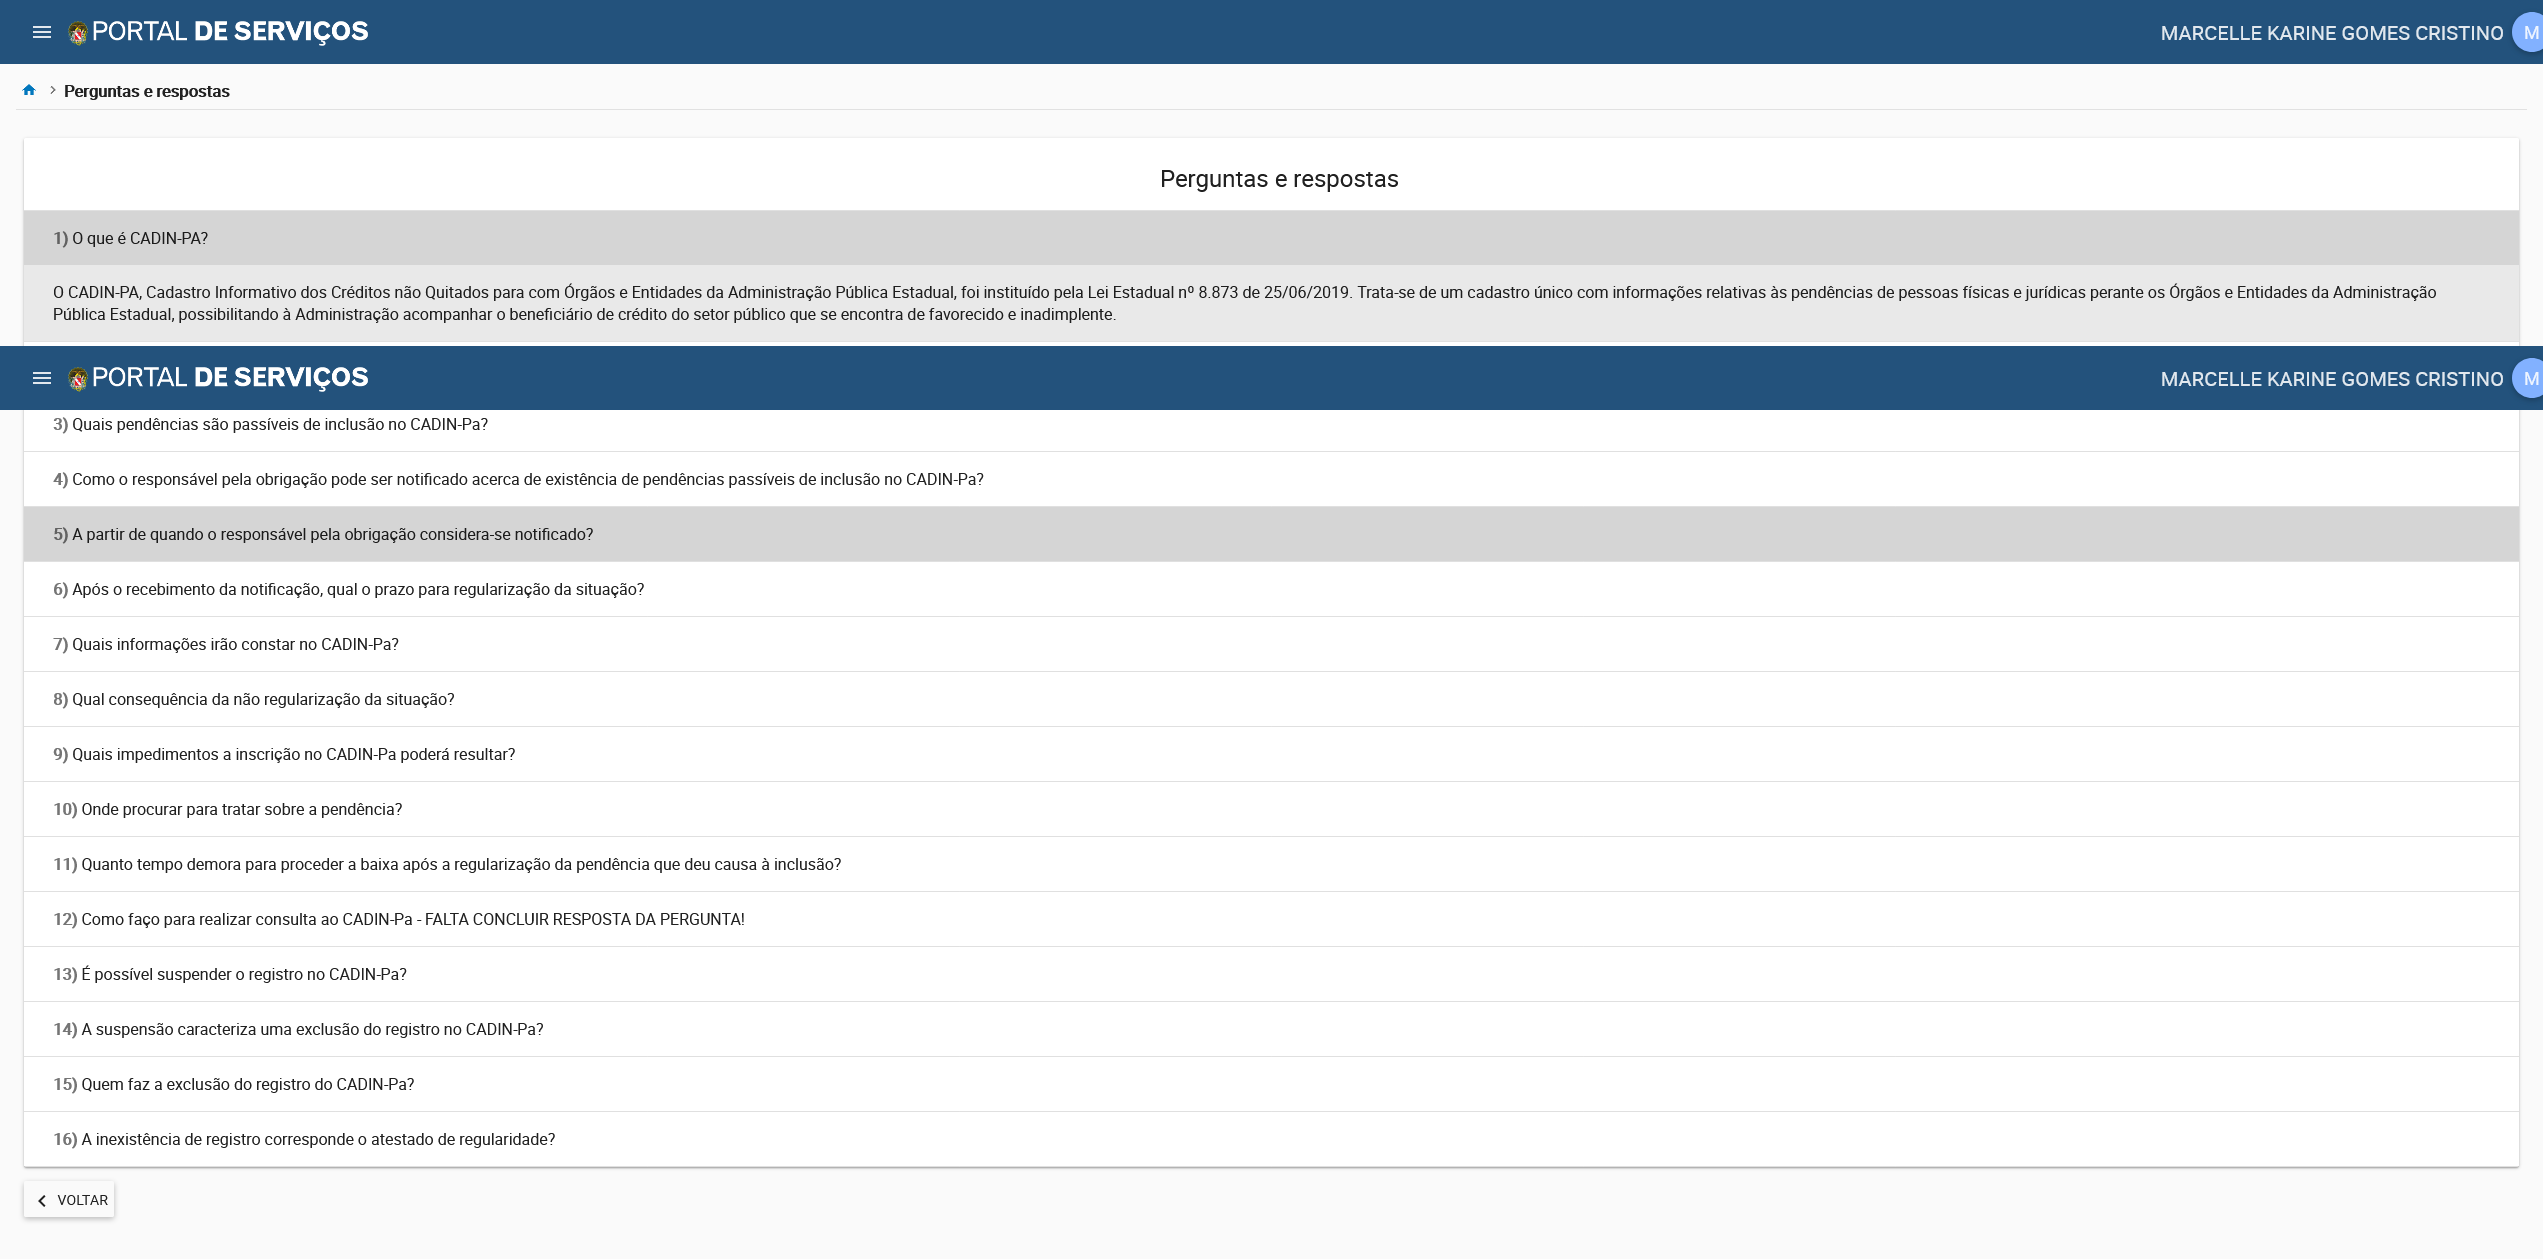 PORTAL DE SERVIÇOS
MARCELLE KARINE GOMES CRISTINO M
Perguntas e respostas
Perguntas e respostas
1) O que é CADIN-PA?
O CADIN-PA, Cadastro Informativo dos Créditos não Quitados para com Órgãos e Entidades da Administração Pública Estadual, foi instituído pela Lei Estadual nº 8.873 de 25/06/2019. Trata-se de um cadastro único com informações relativas às pendências de pessoas físicas e jurídicas perante os Órgãos e Entidades da Administração
Pública Estadual, possibilitando à Administração acompanhar o beneficiário de crédito do setor público que se encontra de favorecido e inadimplente.
PORTAL DE SERVIÇOS
MARCELLE KARINE GOMES CRISTINO M
3) Quais pendências são passíveis de inclusão no CADIN-Pa?
4) Como o responsável pela obrigação pode ser notificado acerca de existência de pendências passíveis de inclusão no CADIN-Pa?
5) A partir de quando o responsável pela obrigação considera-se notificado?
6) Após o recebimento da notificação, qual o prazo para regularização da situação?
7) Quais informações irão constar no CADIN-Pa?
8) Qual consequência da não regularização da situação?
9) Quais impedimentos a inscrição no CADIN-Pa poderá resultar?
10) Onde procurar para tratar sobre a pendência?
11) Quanto tempo demora para proceder a baixa após a regularização da pendência que deu causa à inclusão?
12) Como faço para realizar consulta ao CADIN-Pa - FALTA CONCLUIR RESPOSTA DA PERGUNTA!
13) É possível suspender o registro no CADIN-Pa?
14) A suspensão caracteriza uma exclusão do registro no CADIN-Pa?
15) Quem faz a exclusão do registro do CADIN-Pa?
16) A inexistência de registro corresponde o atestado de regularidade?
VOLTAR